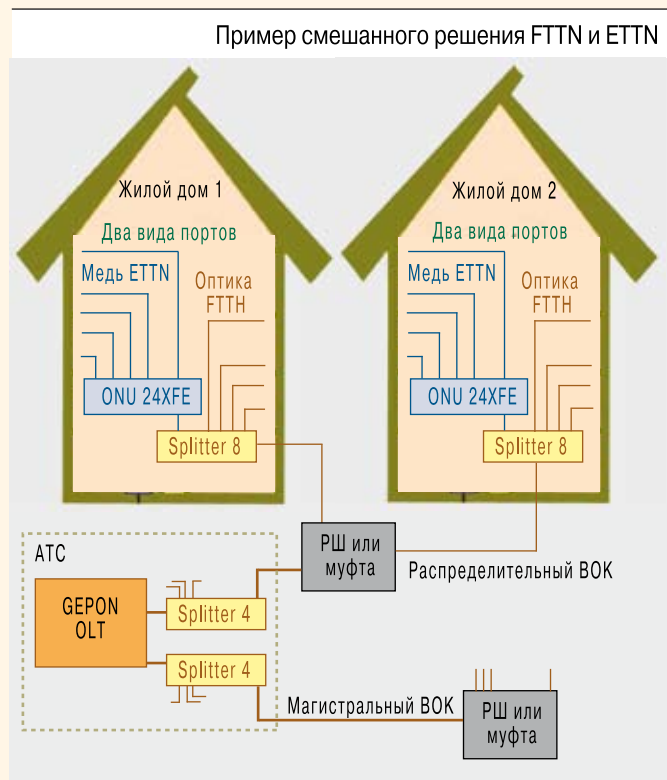 Пример смешанного решения FTTN и ETTN
Жилой дом 1
Два вида портов
Медь ETTN
Оптика
FTTH
ONU 24XFE
Splitter 8
Жилой дом 2
Два вида портов
Медь ETTN
Оптика
FTTH
ONU 24XFE
Splitter 8
АТС
GEPON
OLT
Splitter 4
Splitter 4
РШ или
муфта
Распределительный ВОК
Магистральный ВОК
РШ или
муфта